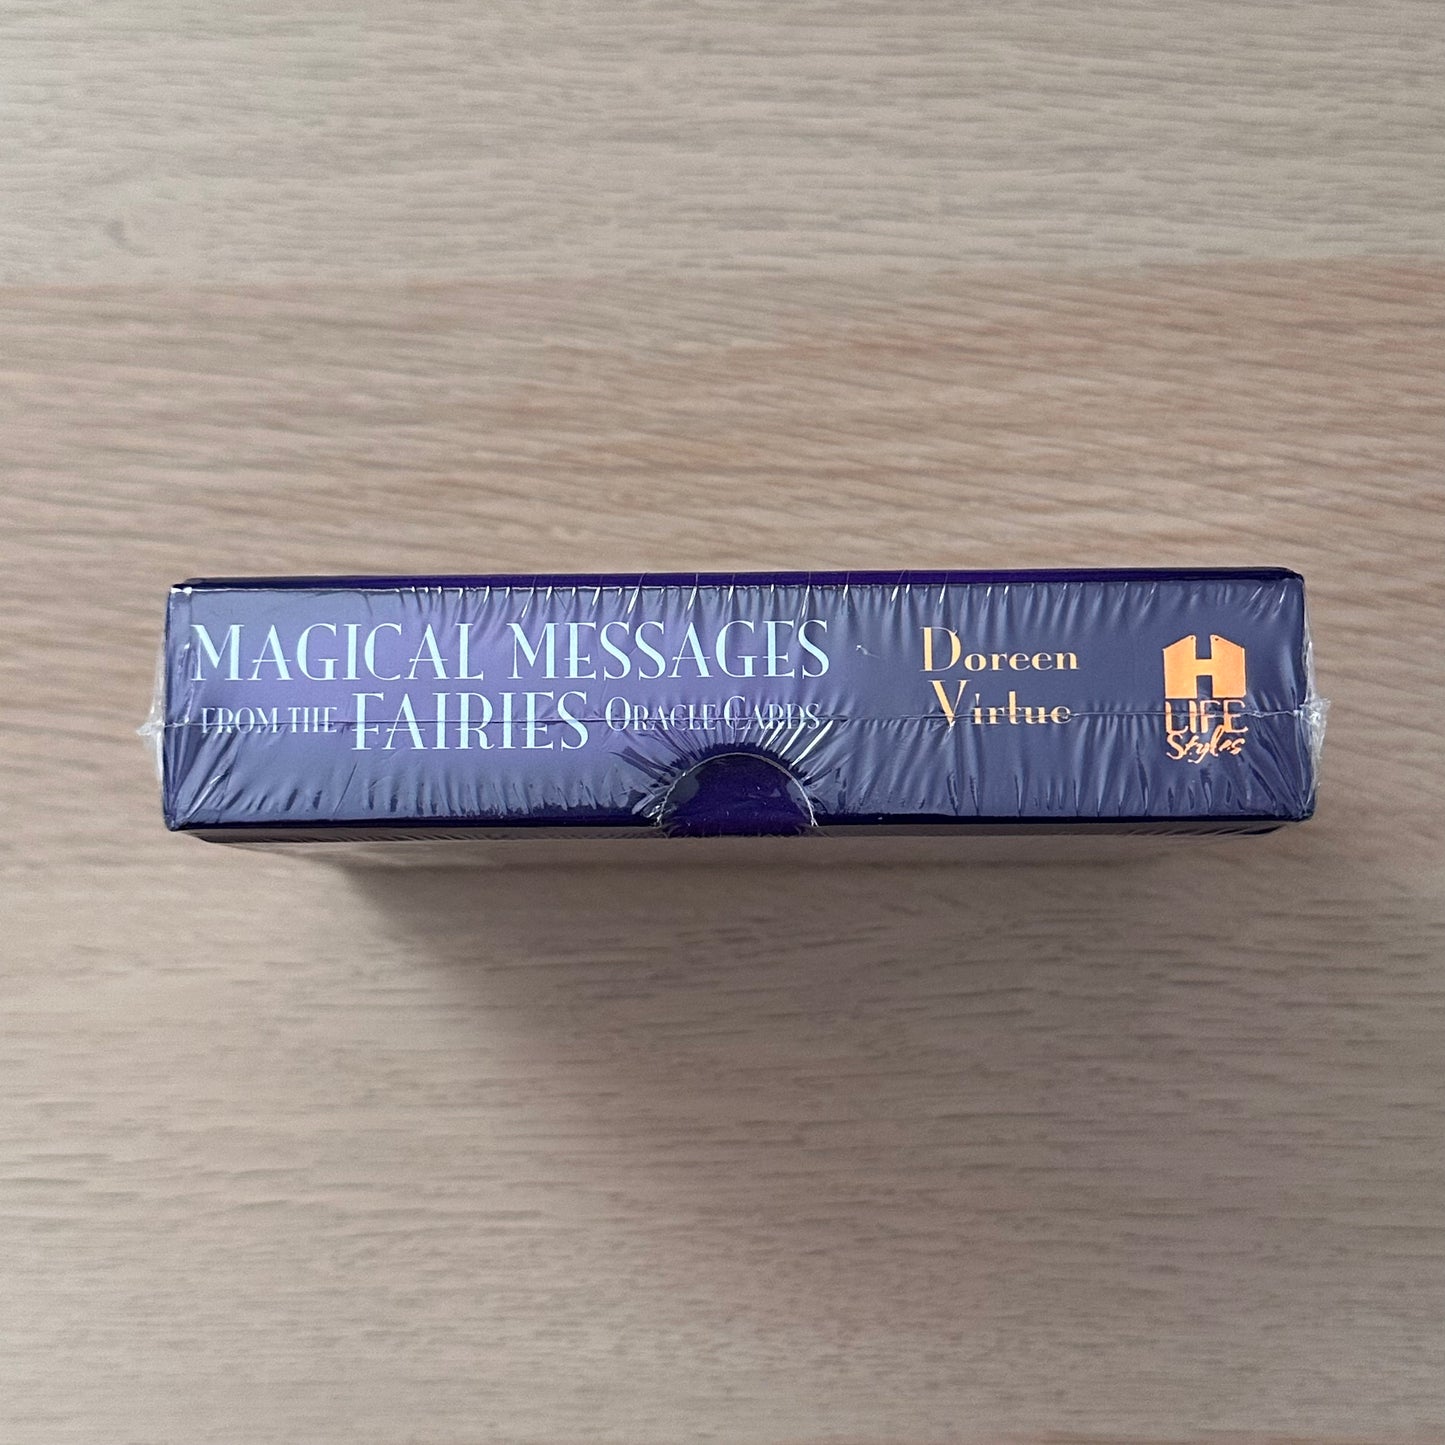 MAGICAL MESSAGES
FROM THE FAIRIES ORACLE CARDS
Doreen
Virtue
H
LIFE
Styles